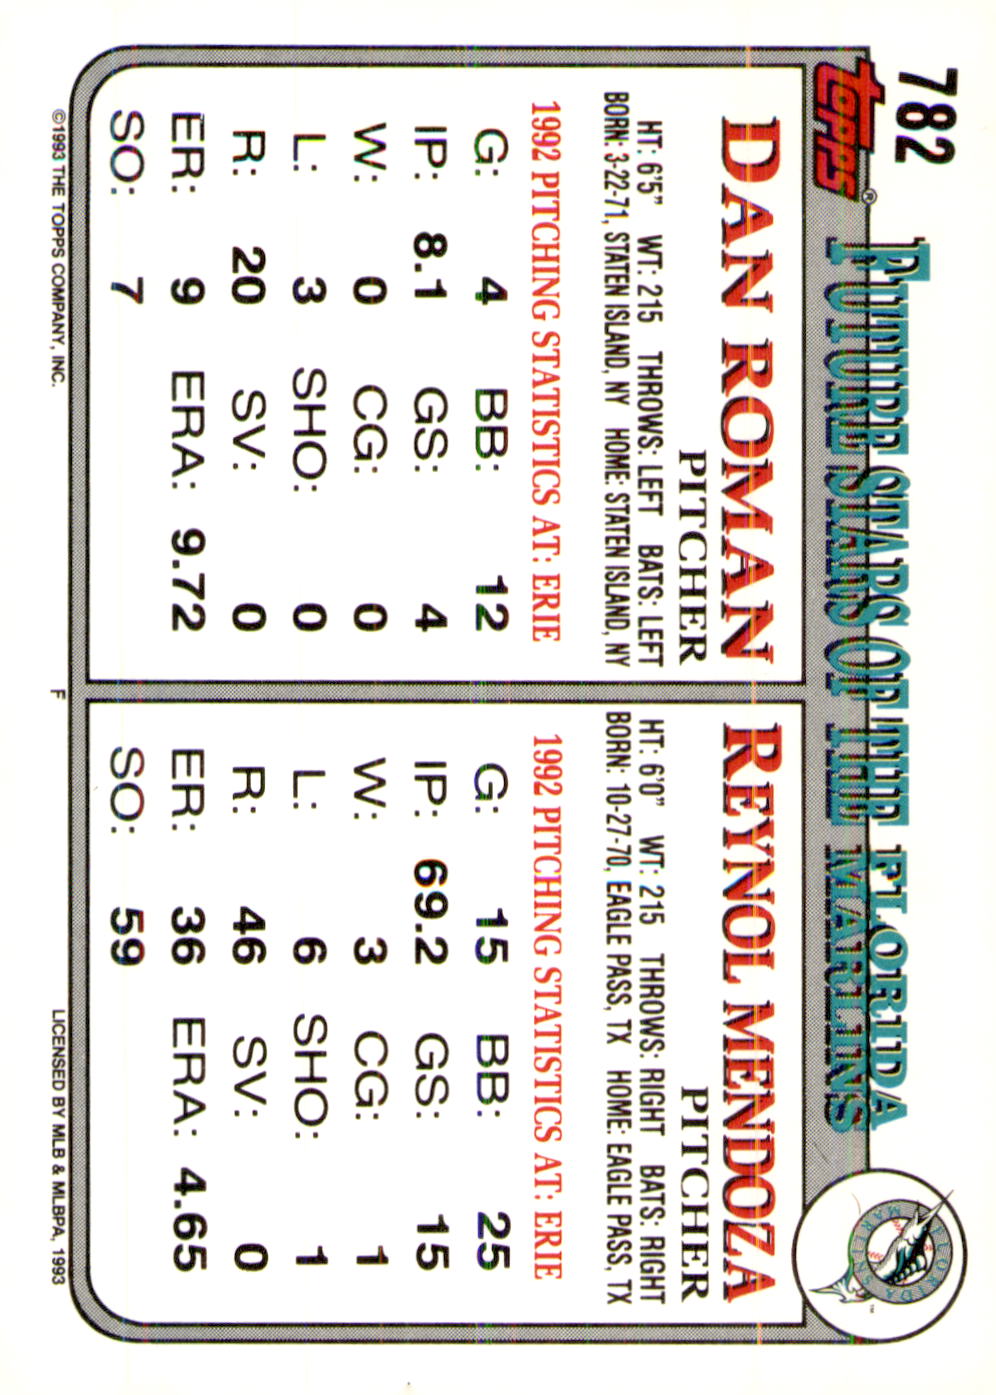 782
Topps®
FUTURE STARS OF THE FLORIDA MARLINS
FLORIDA MARLINS
™
DAN ROMAN
PITCHER
HT: 6'5" WT: 215 THROWS: LEFT BATS: LEFT
BORN: 3-22-71, STATEN ISLAND, NY HOME: STATEN ISLAND, NY
1992 PITCHING STATISTICS AT: ERIE
G: 4 BB: 12
IP: 8.1 GS: 4
W: 0 CG: 0
L: 3 SHO: 0
R: 20 SV: 0
ER: 9 ERA: 9.72
SO: 7
REYNOL MENDOZA
PITCHER
HT: 6'0" WT: 215 THROWS: RIGHT BATS: RIGHT
BORN: 10-27-70, EAGLE PASS, TX HOME: EAGLE PASS, TX
1992 PITCHING STATISTICS AT: ERIE
G: 15 BB: 25
IP: 69.2 GS: 15
W: 3 CG: 1
L: 6 SHO: 1
R: 46 SV: 0
ER: 36 ERA: 4.65
SO: 59
©1993 THE TOPPS COMPANY, INC.
F
LICENSED BY MLB & MLBPA, 1993